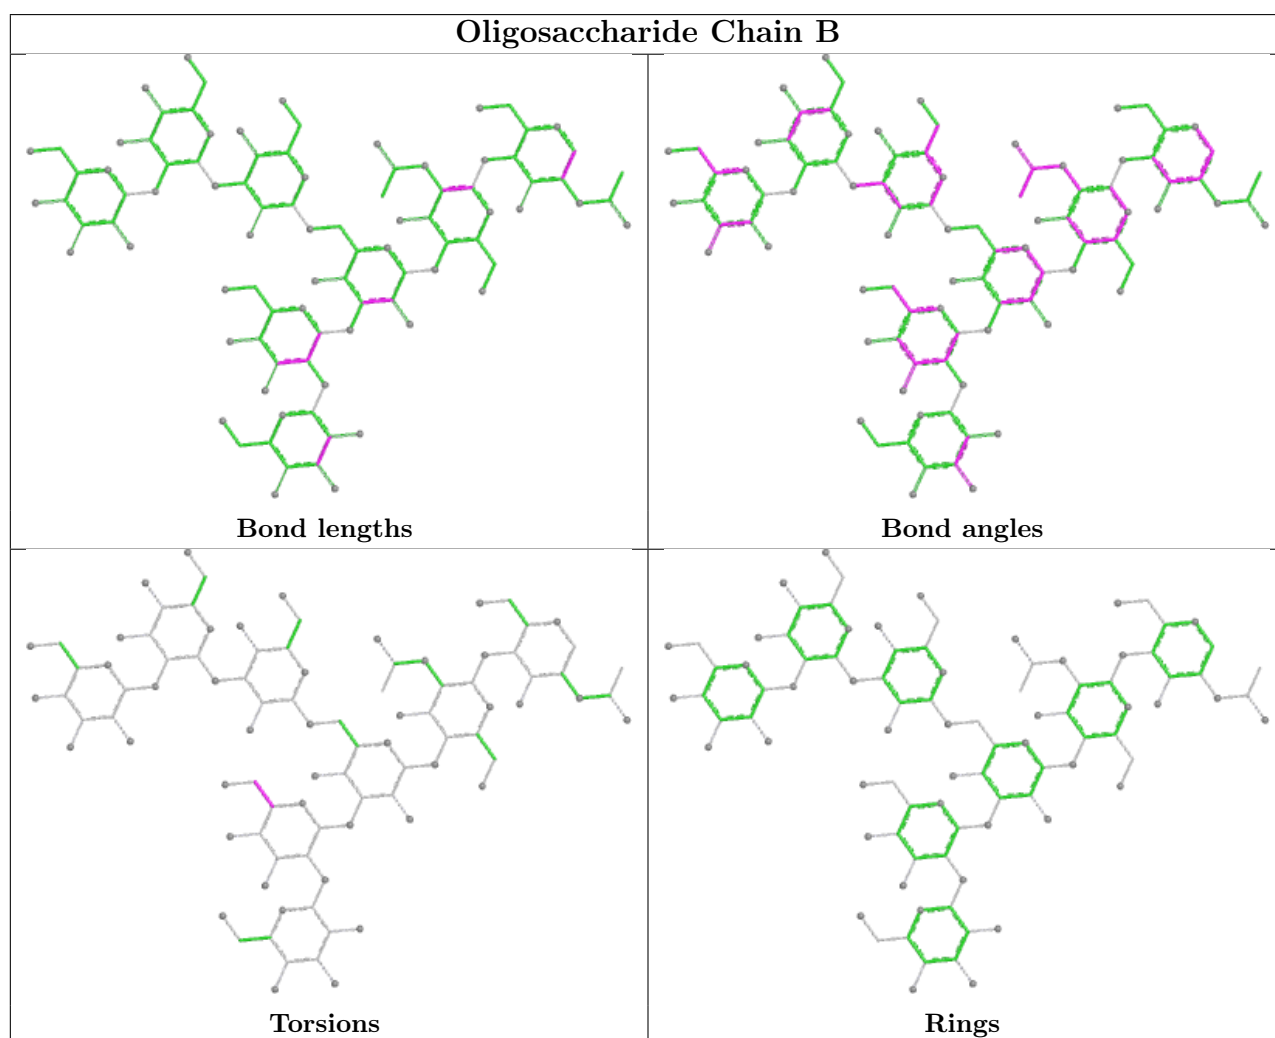 Oligosaccharide Chain B
Bond lengths
Bond angles
Torsions
Rings